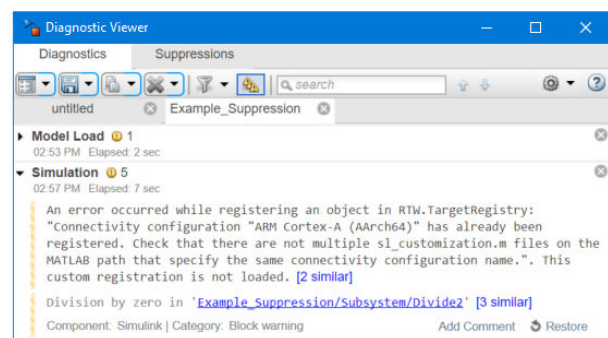 Diagnostic Viewer
Diagnostics Suppressions
search
untitled Example_Suppression
Model Load 1
02:53 PM Elapsed: 2 sec
Simulation 5
02:57 PM Elapsed: 7 sec
An error occurred while registering an object in RTW.TargetRegistry:
"Connectivity configuration "ARM Cortex-A (AArch64)" has already been
registered. Check that there are not multiple sl_customization.m files on the
MATLAB path that specify the same connectivity configuration name.". This
custom registration is not loaded. [2 similar]
Division by zero in 'Example_Suppression/Subsystem/Divide2' [3 similar]
Component: Simulink | Category: Block warning Add Comment Restore